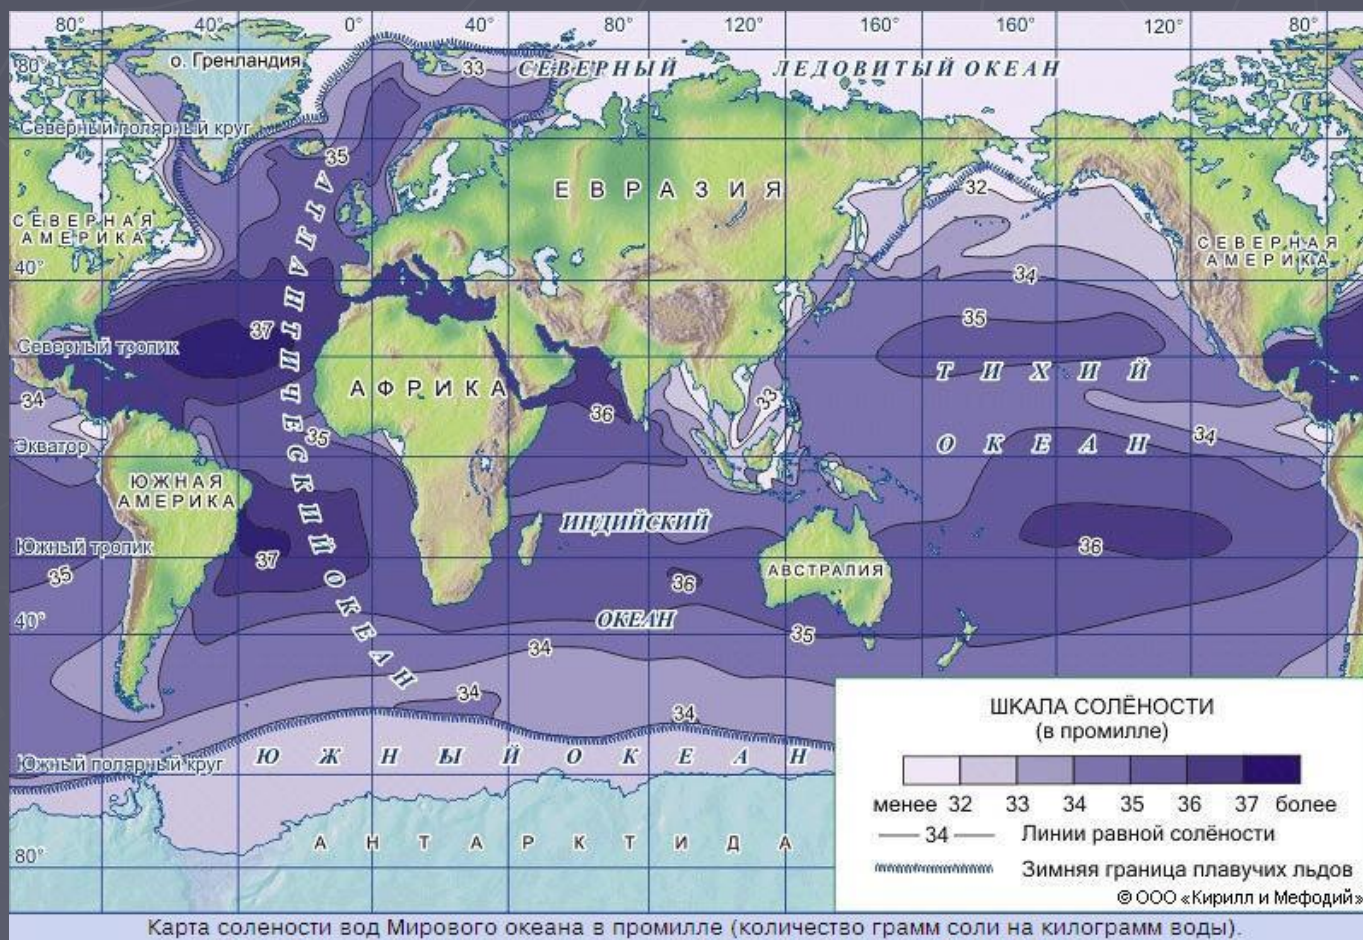 80° 40° 0° 40° 80° 120° 160° 160° 120° 80°
80°
о. Гренландия
33
СЕВЕРНЫЙ ЛЕДОВИТЫЙ ОКЕАН
Северный полярный круг
35
32
ЕВРАЗИЯ
СЕВЕРНАЯ
АМЕРИКА
СЕВЕРНАЯ
АМЕРИКА
40°
34
АТЛАНТИЧЕСКИЙ ОКЕАН
37
35
Северный тропик
ТИХИЙ
ОКЕАН
АФРИКА
34
36
33
35
34
Экватор
ЮЖНАЯ
АМЕРИКА
ИНДИЙСКИЙ
ОКЕАН
Южный тропик
37
36
36
35
АВСТРАЛИЯ
40°
35
34
34
34
ЮЖНЫЙ ОКЕАН
Южный полярный круг
АНТАРКТИДА
80°
ШКАЛА СОЛЁНОСТИ
(в промилле)
менее 32 33 34 35 36 37 более
34 Линии равной солёности
Зимняя граница плавучих льдов
© ООО «Кирилл и Мефодий»
Карта солености вод Мирового океана в промилле (количество грамм соли на килограмм воды).